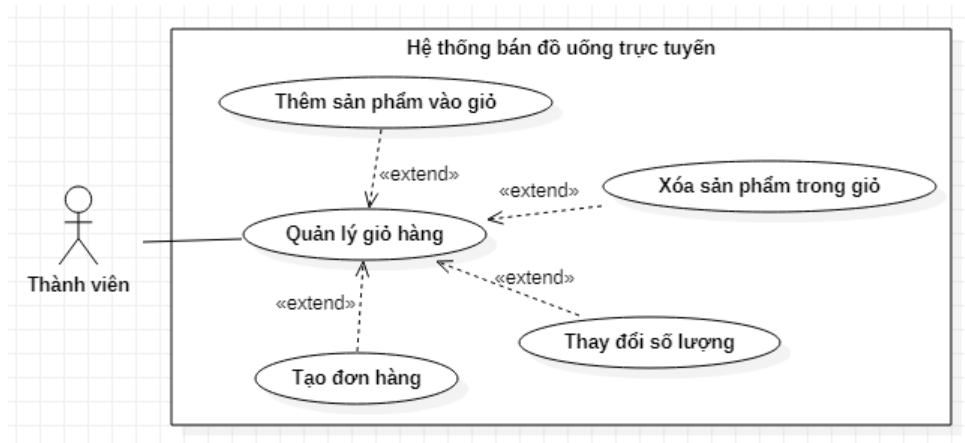 Hệ thống bán đồ uống trực tuyến
Thêm sản phẩm vào giỏ
«extend»
«extend»
Xóa sản phẩm trong giỏ
Quản lý giỏ hàng
Thành viên
«extend»
«extend»
Thay đổi số lượng
Tạo đơn hàng